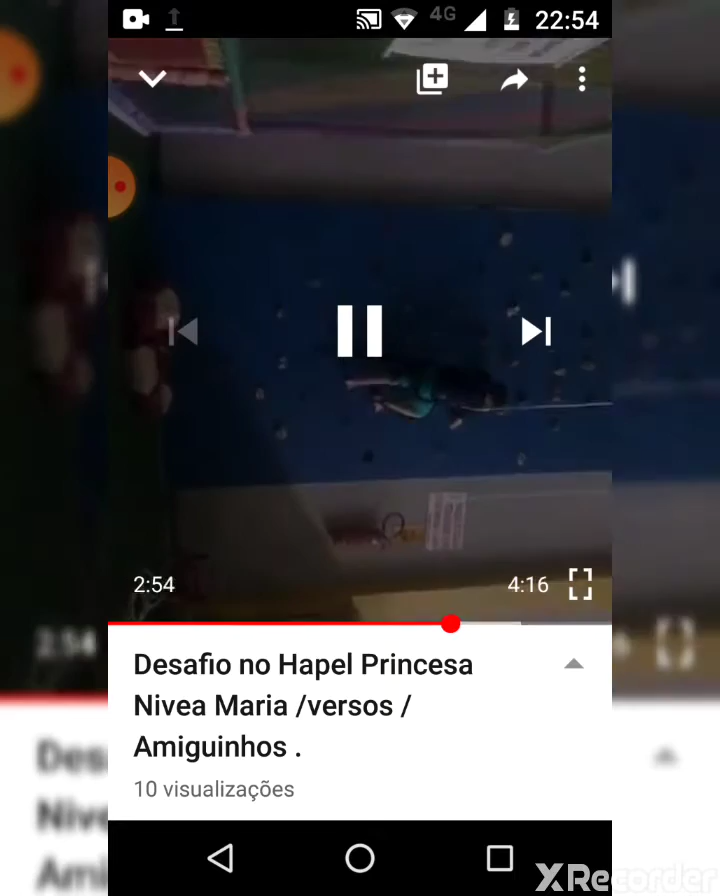 4G 22:54
2:54 4:16
Desafio no Hapel Princesa
Nivea Maria /versos /
Amiguinhos .
10 visualizações
XRecorder